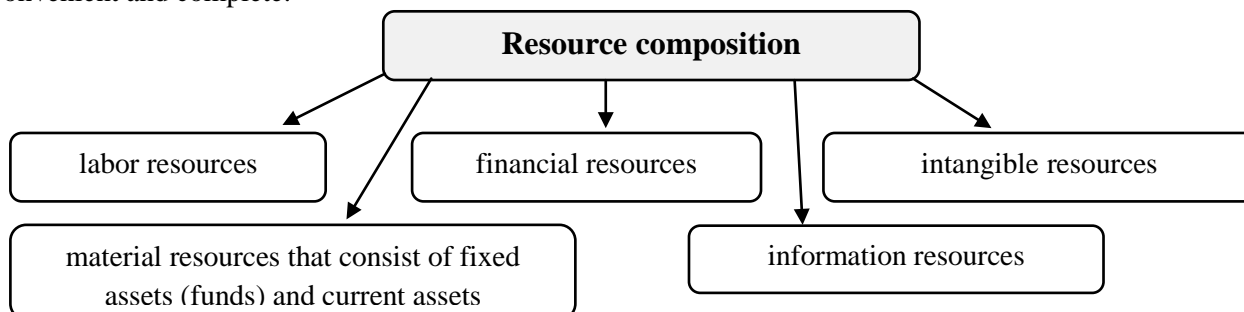 and complete.
Resource composition
labor resources
financial resources
intangible resources
material resources that consist of fixed
assets (funds) and current assets
information resources